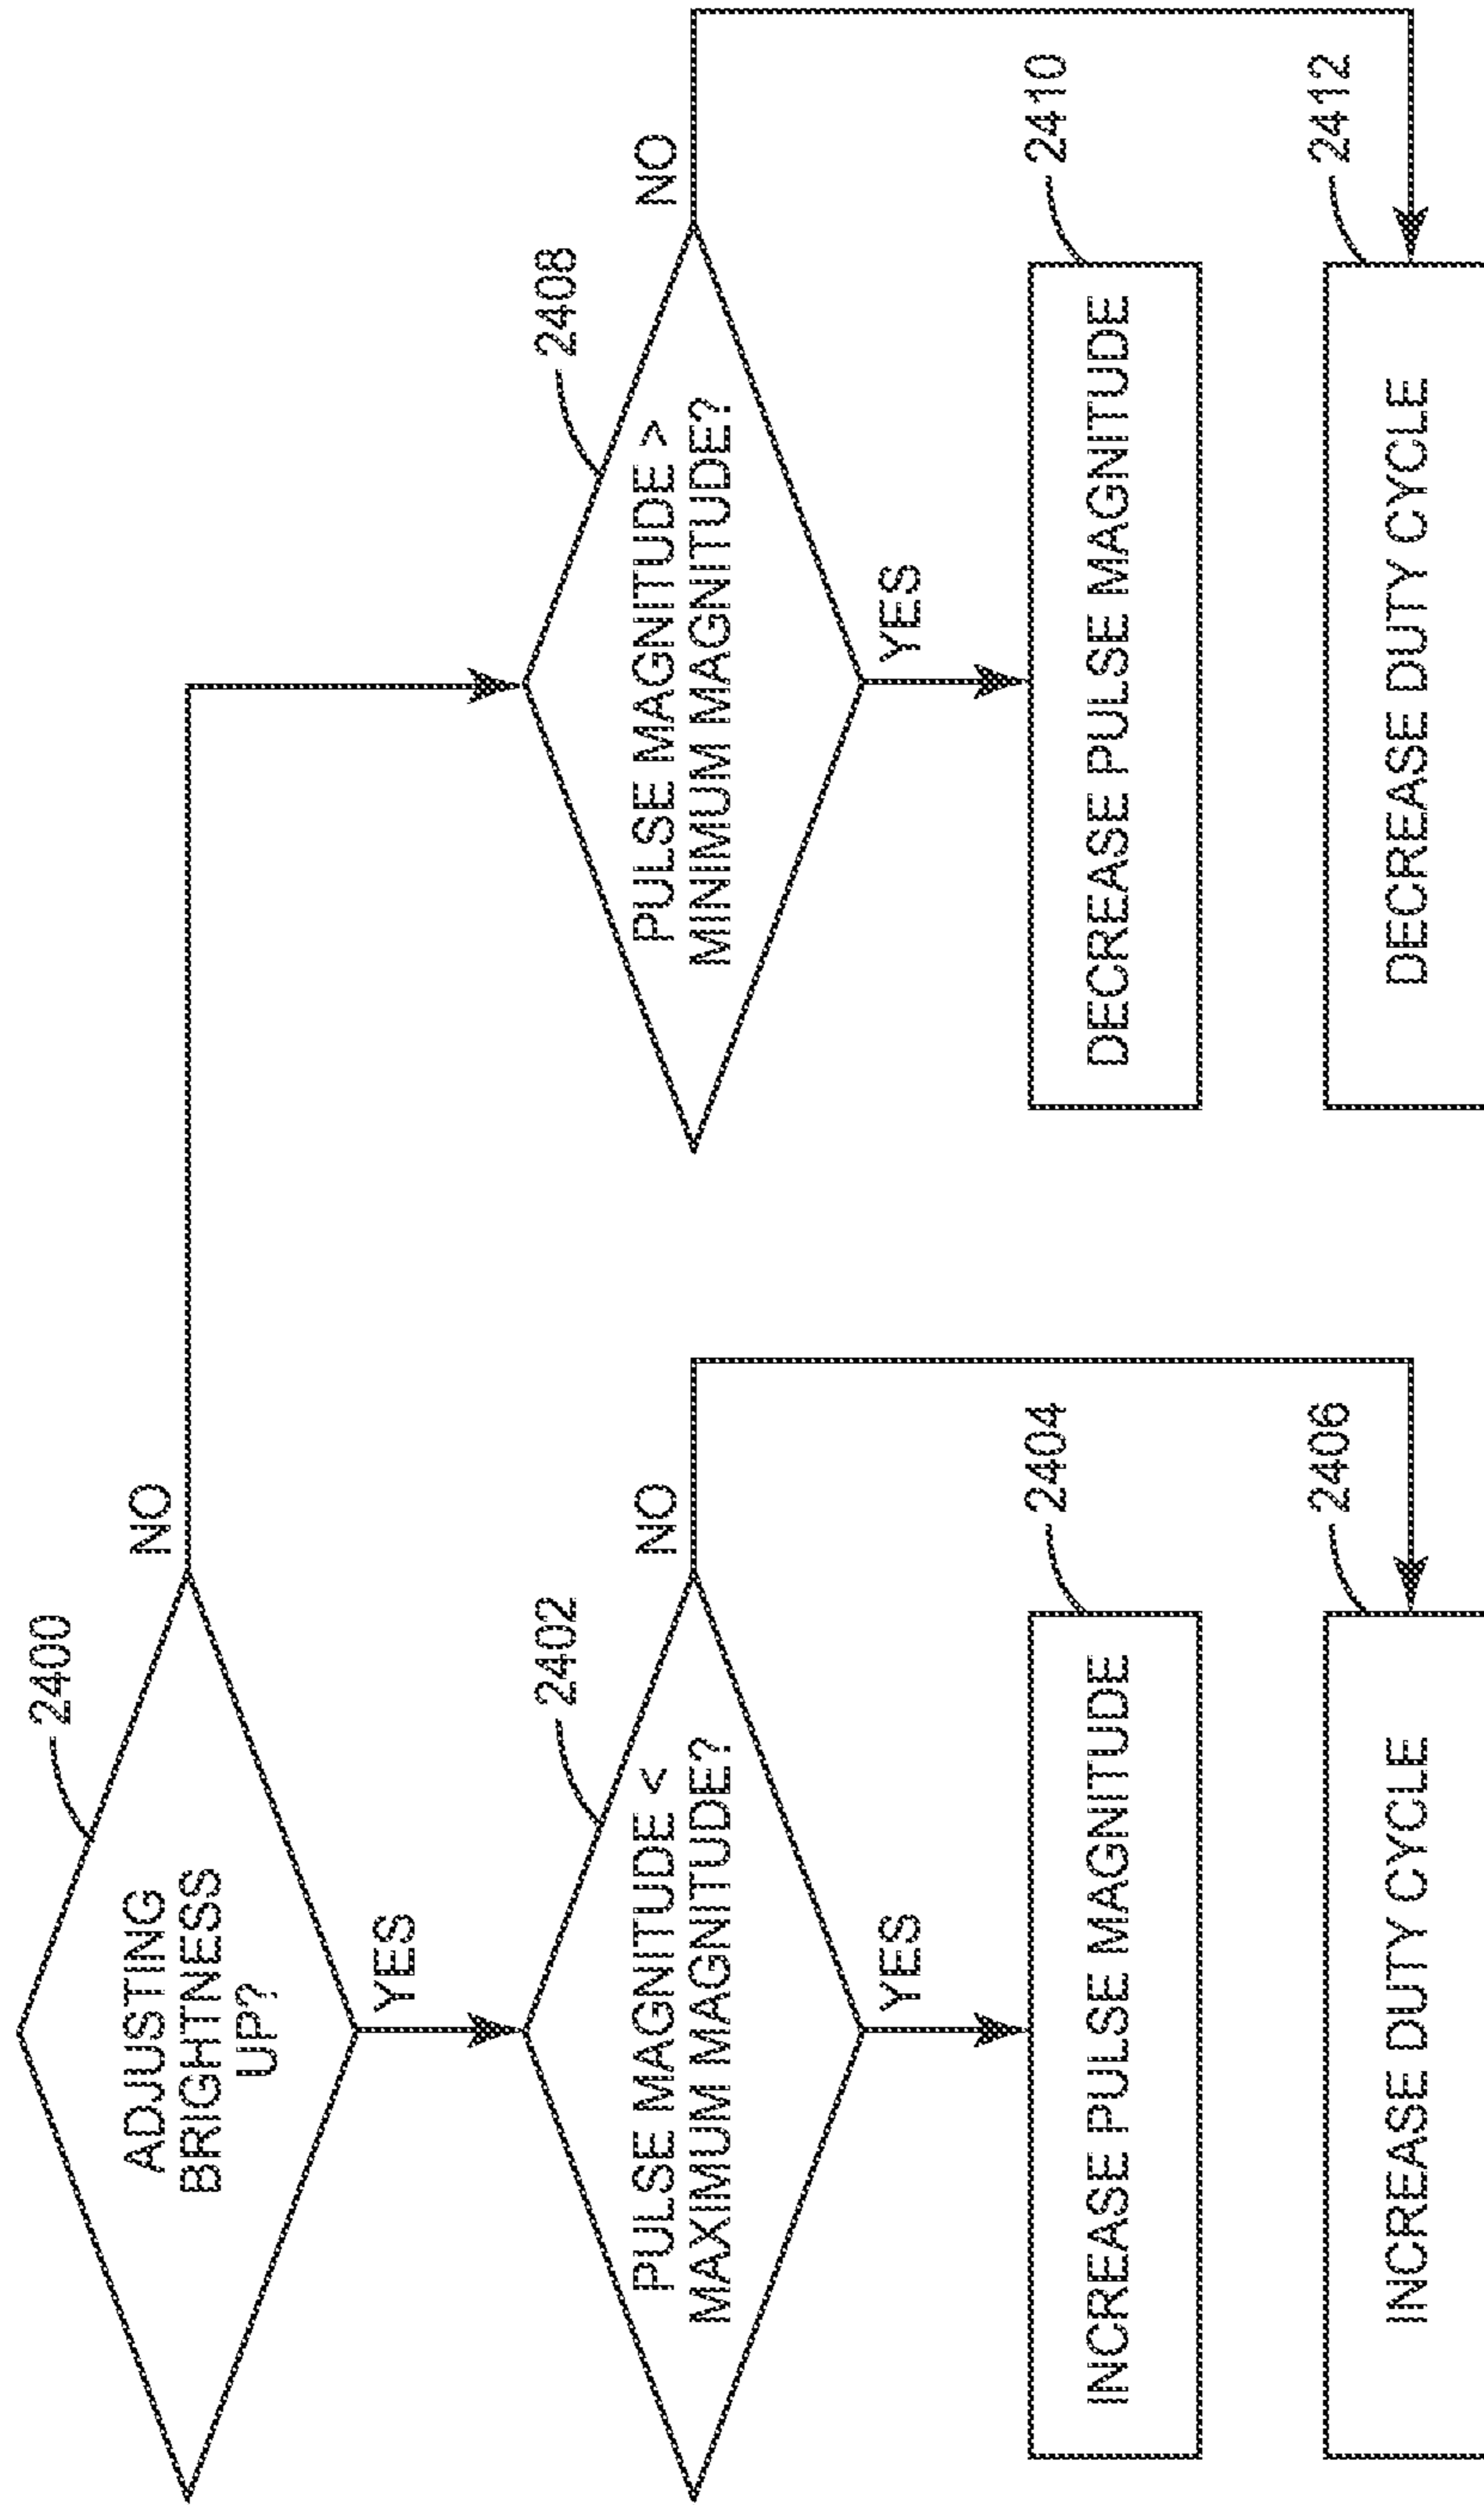 2400
ADJUSTING
BRIGHTNESS
UP?
NO
YES
2402
PULSE MAGNITUDE <
MAXIMUM MAGNITUDE?
NO
YES
2404
INCREASE PULSE MAGNITUDE
2406
INCREASE DUTY CYCLE
2408
PULSE MAGNITUDE >
MINIMUM MAGNITUDE?
NO
YES
2410
DECREASE PULSE MAGNITUDE
2412
DECREASE DUTY CYCLE